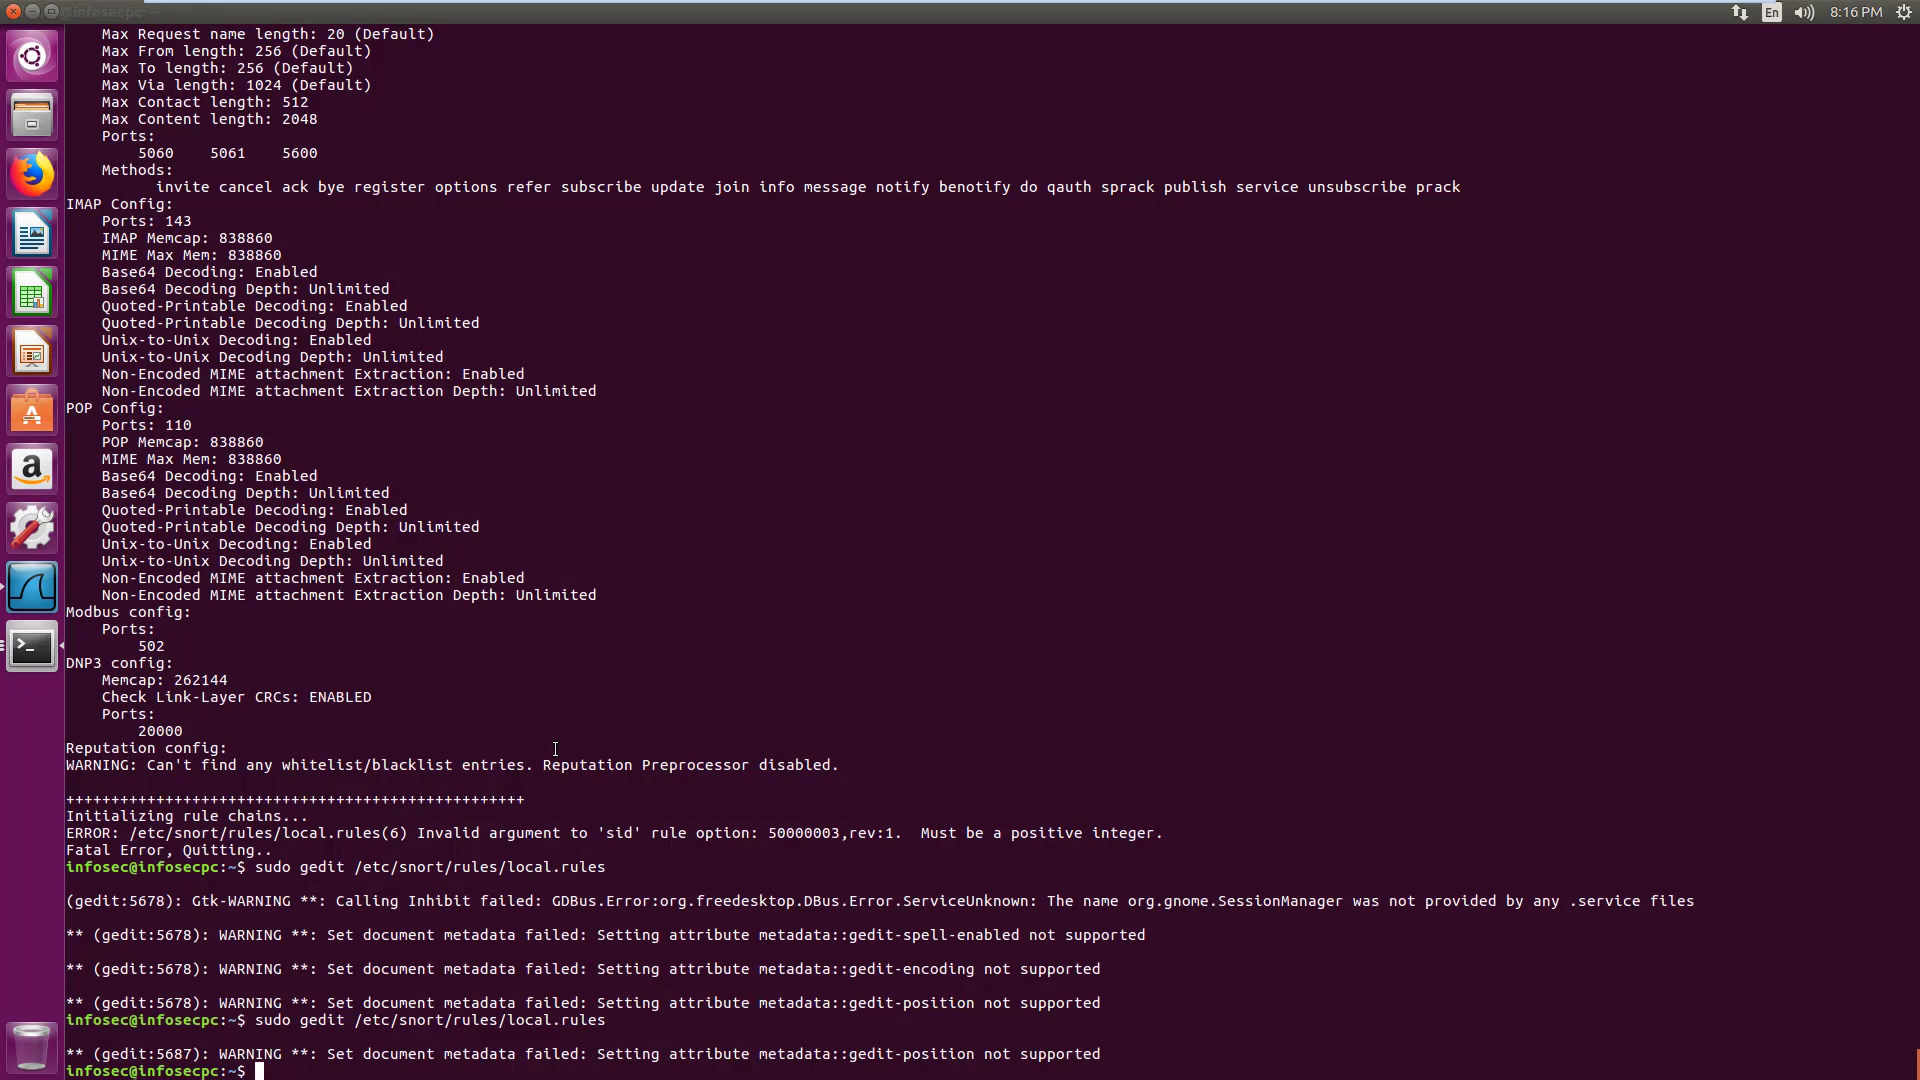 @infosecpc: ~
En
8:16 PM
Max Request name length: 20 (Default)
Max From length: 256 (Default)
Max To length: 256 (Default)
Max Via length: 1024 (Default)
Max Contact length: 512
Max Content length: 2048
Ports:
5060 5061 5600
Methods:
invite cancel ack bye register options refer subscribe update join info message notify benotify do qauth sprack publish service unsubscribe prack
IMAP Config:
Ports: 143
IMAP Memcap: 838860
MIME Max Mem: 838860
Base64 Decoding: Enabled
Base64 Decoding Depth: Unlimited
Quoted-Printable Decoding: Enabled
Quoted-Printable Decoding Depth: Unlimited
Unix-to-Unix Decoding: Enabled
Unix-to-Unix Decoding Depth: Unlimited
Non-Encoded MIME attachment Extraction: Enabled
Non-Encoded MIME attachment Extraction Depth: Unlimited
POP Config:
Ports: 110
POP Memcap: 838860
MIME Max Mem: 838860
Base64 Decoding: Enabled
Base64 Decoding Depth: Unlimited
Quoted-Printable Decoding: Enabled
Quoted-Printable Decoding Depth: Unlimited
Unix-to-Unix Decoding: Enabled
Unix-to-Unix Decoding Depth: Unlimited
Non-Encoded MIME attachment Extraction: Enabled
Non-Encoded MIME attachment Extraction Depth: Unlimited
Modbus config:
Ports:
502
DNP3 config:
Memcap: 262144
Check Link-Layer CRCs: ENABLED
Ports:
20000
Reputation config:
WARNING: Can't find any whitelist/blacklist entries. Reputation Preprocessor disabled.
+++++++++++++++++++++++++++++++++++++++++++++++++++
Initializing rule chains...
ERROR: /etc/snort/rules/local.rules(6) Invalid argument to 'sid' rule option: 50000003,rev:1.  Must be a positive integer.
Fatal Error, Quitting..
infosec@infosecpc:~$ sudo gedit /etc/snort/rules/local.rules
(gedit:5678): Gtk-WARNING **: Calling Inhibit failed: GDBus.Error:org.freedesktop.DBus.Error.ServiceUnknown: The name org.gnome.SessionManager was not provided by any .service files
** (gedit:5678): WARNING **: Set document metadata failed: Setting attribute metadata::gedit-spell-enabled not supported
** (gedit:5678): WARNING **: Set document metadata failed: Setting attribute metadata::gedit-encoding not supported
** (gedit:5678): WARNING **: Set document metadata failed: Setting attribute metadata::gedit-position not supported
infosec@infosecpc:~$ sudo gedit /etc/snort/rules/local.rules
** (gedit:5687): WARNING **: Set document metadata failed: Setting attribute metadata::gedit-position not supported
infosec@infosecpc:~$